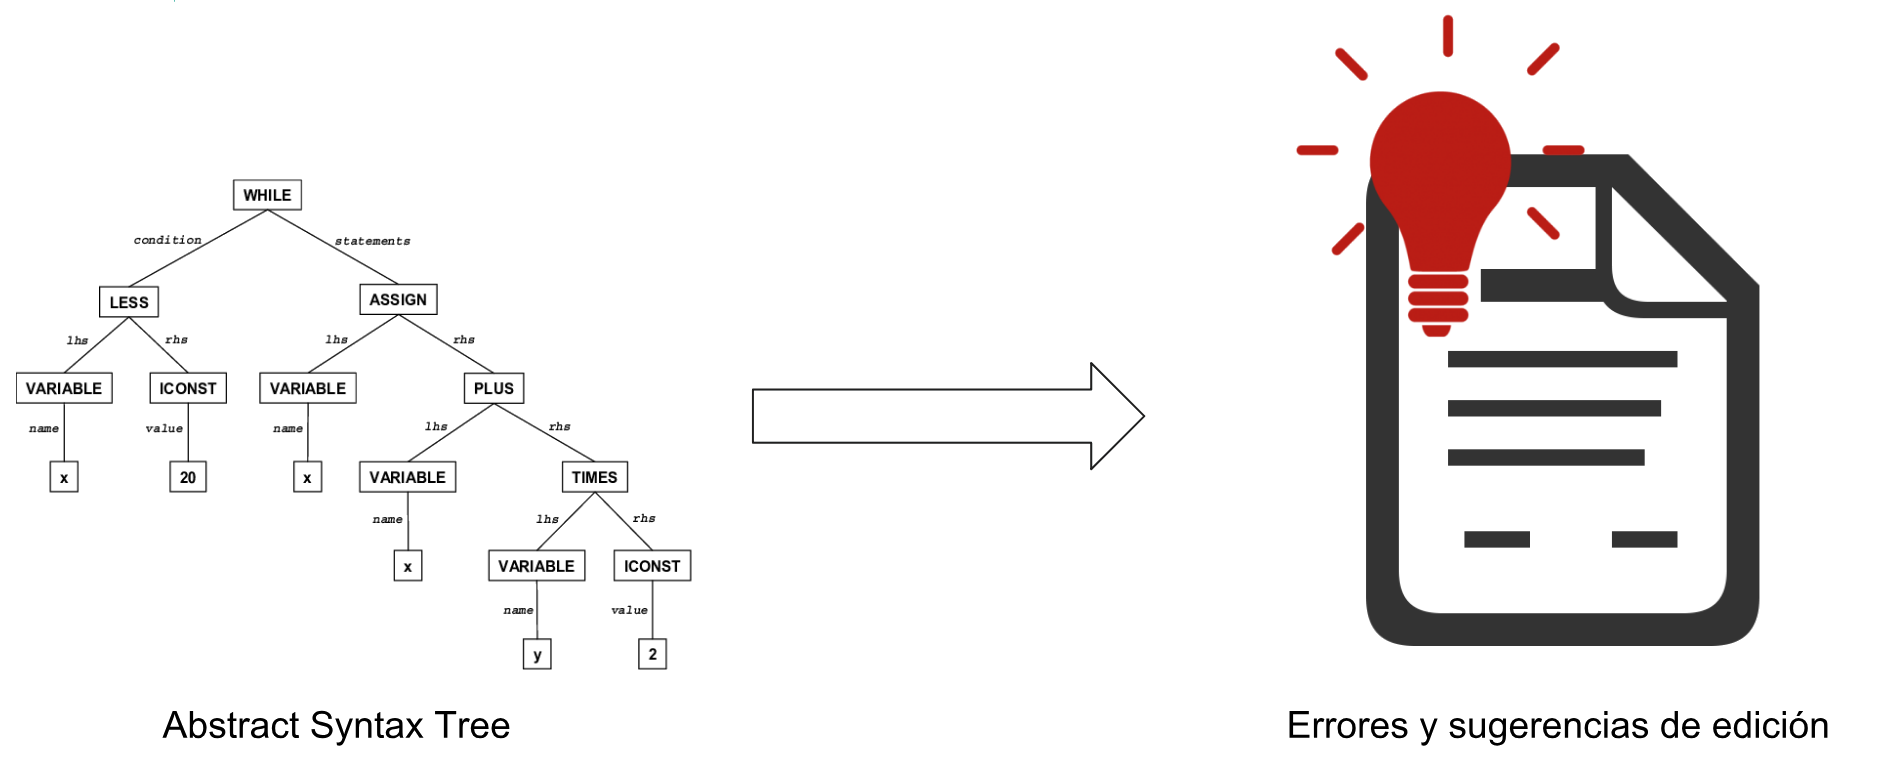 WHILE
condition
statements
LESS
ASSIGN
lhs
rhs
lhs
rhs
VARIABLE
ICONST
VARIABLE
PLUS
name
value
name
lhs
rhs
x
20
x
VARIABLE
TIMES
name
lhs
rhs
x
VARIABLE
ICONST
name
value
y
2
Abstract Syntax Tree
Errores y sugerencias de edición